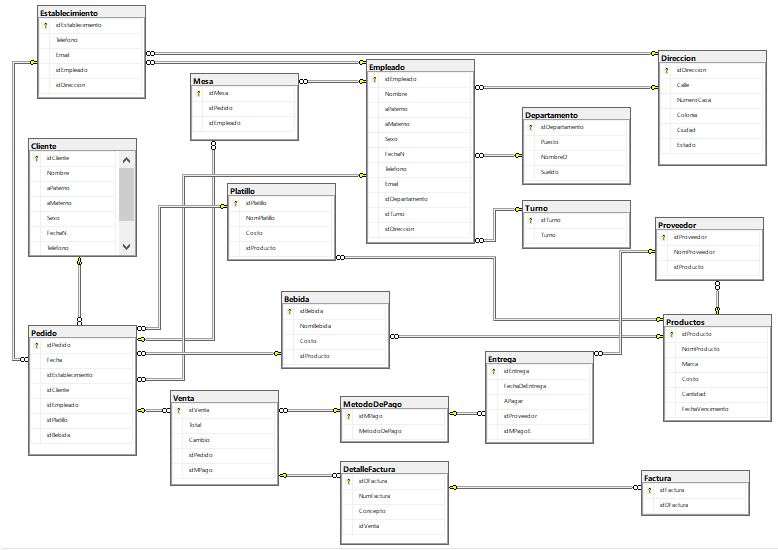 Establecimiento
idEstablecimiento
Telefono
Email
idEmpleado
idDireccion
Mesa
idMesa
idPedido
idEmpleado
Empleado
idEmpleado
Nombre
aPaterno
aMaterno
Sexo
FechaN
Telefono
Email
idDepartamento
idTurno
idDireccion
Direccion
idDireccion
Calle
NumeroCasa
Colonia
Ciudad
Estado
Departamento
idDepartamento
Puesto
NombreD
Sueldo
Cliente
idCliente
Nombre
aPaterno
aMaterno
Sexo
FechaN
Telefono
Platillo
idPlatillo
NomPlatillo
Costo
idProducto
Turno
idTurno
Turno
Proveedor
idProveedor
NomProveedor
idProducto
Bebida
idBebida
NomBebida
Costo
idProducto
Productos
idProducto
NomProducto
Marca
Costo
Cantidad
FechaVencimento
Pedido
idPedido
Fecha
idEstablecimiento
idCliente
idEmpleado
idPlatillo
idBebida
Entrega
idEntrega
FechaDeEntrega
APagar
idProveedor
idMPagoE
Venta
idVenta
Total
Cambio
idPedido
idMPago
MetodoDePago
idMPago
MetodoDePago
DetalleFactura
idDFactura
NumFactura
Concepto
idVenta
Factura
idFactura
idDFactura